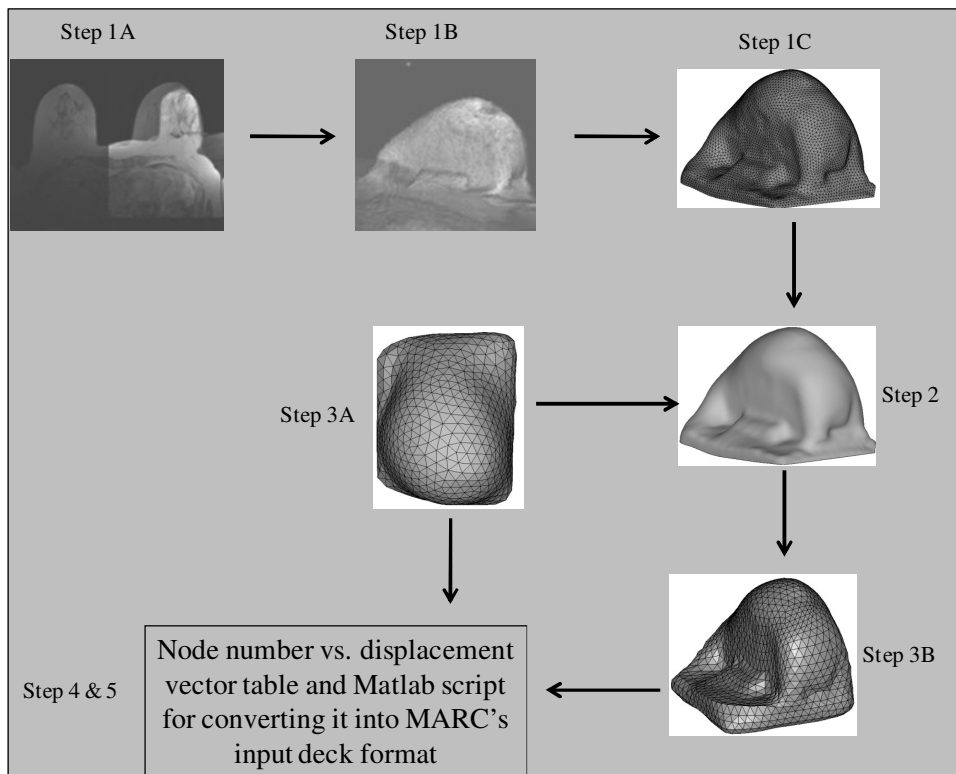 Step 1A
Step 1B
Step 1C
Step 3A
Step 2
Step 3B
Step 4 & 5
Node number vs. displacement
vector table and Matlab script
for converting it into MARC’s
input deck format